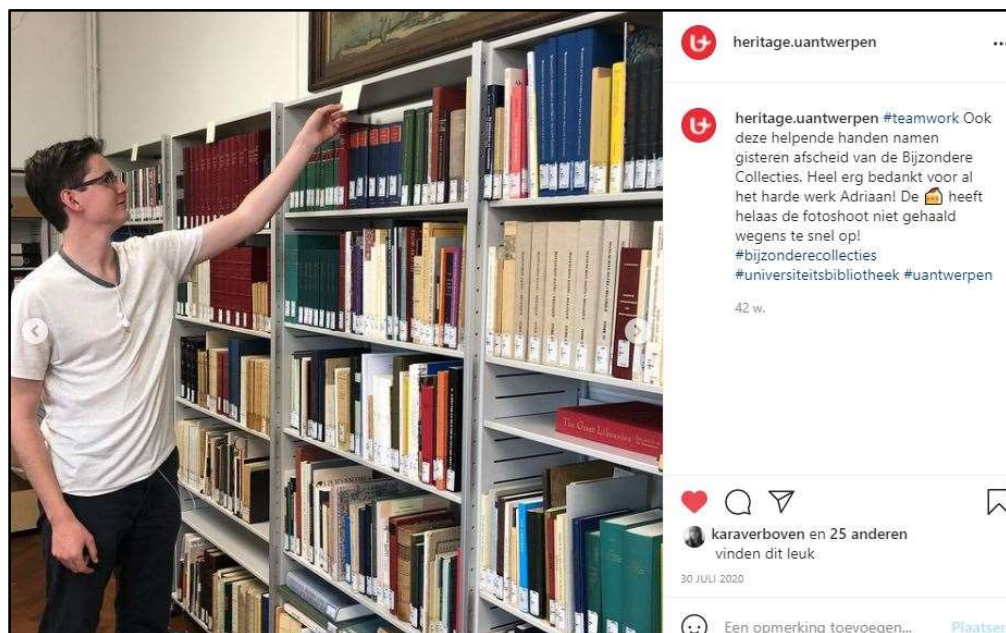 heritage.uantwerpen
heritage.uantwerpen #teamwork Ook
deze helpende handen namen
gisteren afscheid van de Bijzondere
Collecties. Heel erg bedankt voor al
het harde werk Adriaan! De 🧀 heeft
helaas de fotoshoot niet gehaald
wegens te snel op!
#bijzonderecollecties
#universiteitsbibliotheek #uantwerpen
42 w.
karaverboven en 25 anderen
vinden dit leuk
30 JULI 2020
Een opmerking toevoegen... Plaatsen
The Great Libraries